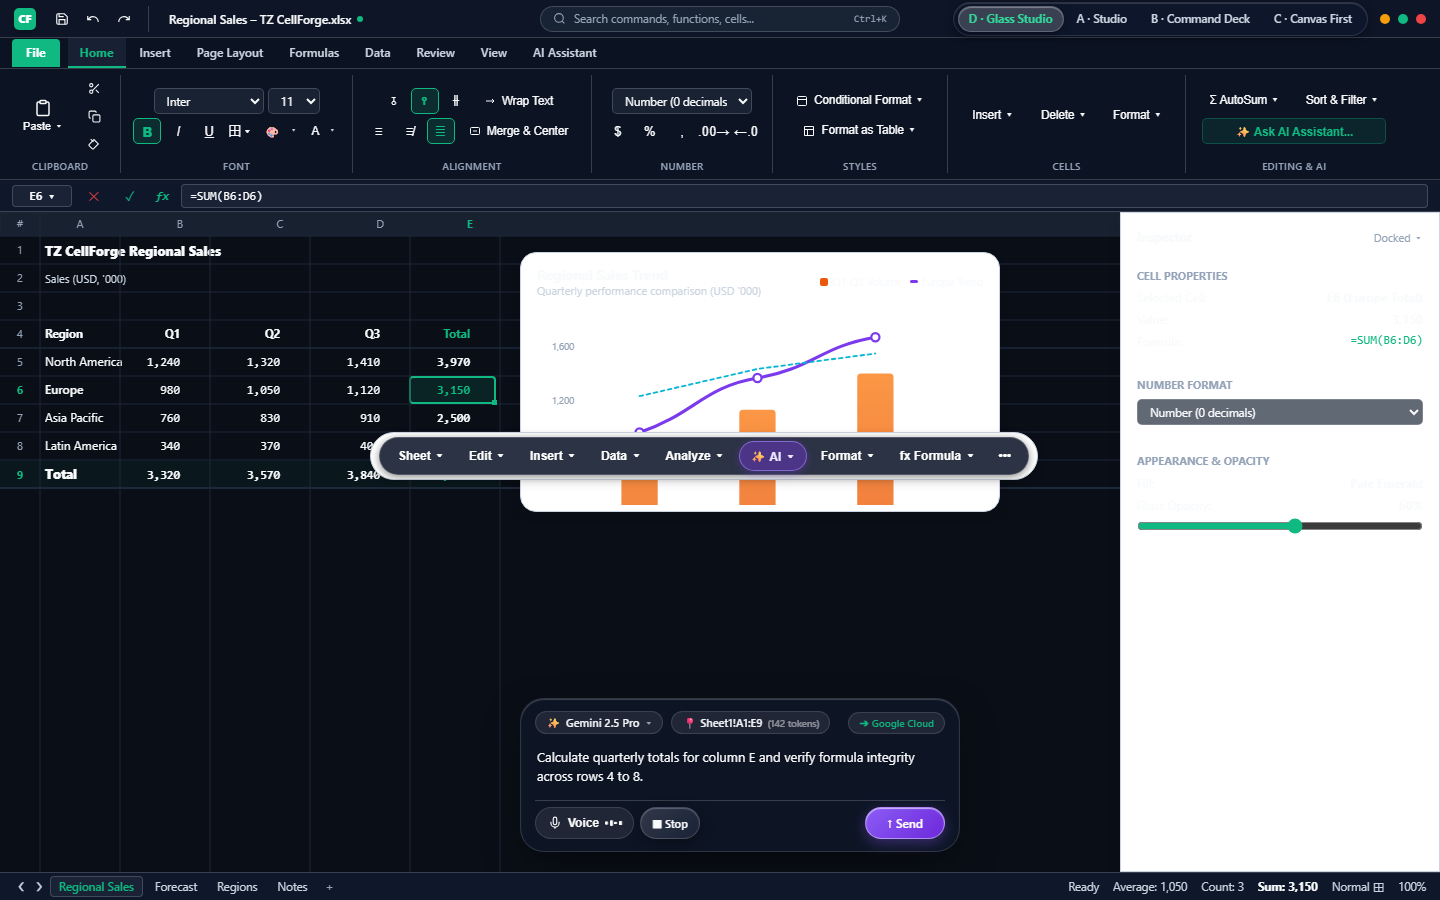 CF
Regional Sales – TZ CellForge.xlsx
Search commands, functions, cells...
Ctrl+K
D · Glass Studio
A · Studio
B · Command Deck
C · Canvas First
File
Home
Insert
Page Layout
Formulas
Data
Review
View
AI Assistant
Paste
CLIPBOARD
Inter
11
B
I
U
A
FONT
Wrap Text
Merge & Center
ALIGNMENT
Number (0 decimals
$ % , .00→ ←.0
NUMBER
Conditional Format
Format as Table
STYLES
Insert
Delete
Format
CELLS
Σ AutoSum
Sort & Filter
Ask AI Assistant...
EDITING & AI
E6
fx
=SUM(B6:D6)
# A B C D E
1 TZ CellForge Regional Sales
2 Sales (USD, '000)
3
4 Region Q1 Q2 Q3 Total
5 North America 1,240 1,320 1,410 3,970
6 Europe 980 1,050 1,120 3,150
7 Asia Pacific 760 830 910 2,500
8 Latin America 340 370 40
9 Total 3,320 3,570 3,840
Regional Sales Trend
Quarterly performance comparison (USD '000)
1,600
1,200
Sheet
Edit
Insert
Data
Analyze
AI
Format
fx Formula
•••
Gemini 2.5 Pro
Sheet1!A1:E9 (142 tokens)
Google Cloud
Calculate quarterly totals for column E and verify formula integrity
across rows 4 to 8.
Voice
Stop
↑ Send
Inspector
Docked
CELL PROPERTIES
=SUM(B6:D6)
NUMBER FORMAT
Number (0 decimals)
APPEARANCE & OPACITY
Regional Sales
Forecast
Regions
Notes
+
Ready
Average: 1,050
Count: 3
Sum: 3,150
Normal
100%